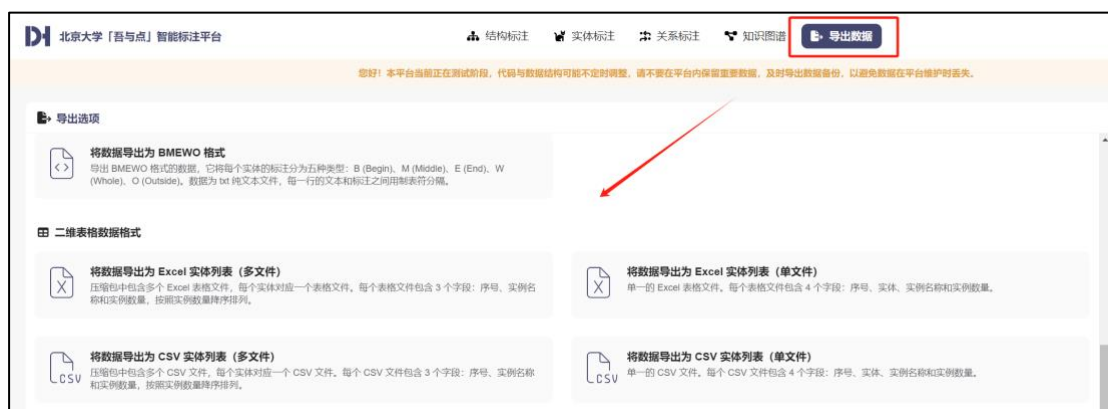 北京大学「吾与点」智能标注平台
结构标注 实体标注 关系标注 知识图谱 导出数据
您好！本平台当前正在测试阶段，代码与数据结构可能不定时调整，请不要在平台内保留重要数据，及时导出数据备份，以避免数据在平台维护时丢失。
导出选项
将数据导出为 BMEWO 格式
导出 BMEWO 格式的数据，它将每个实体的标注分为五种类型：B (Begin)、M (Middle)、E (End)、W
(Whole)、O (Outside)。数据为 txt 纯文本文件，每一行的文本和标注之间用制表符分隔。
二维表格数据格式
将数据导出为 Excel 实体列表（多文件）
压缩包中包含多个 Excel 表格文件，每个实体对应一个表格文件。每个表格文件包含 3 个字段：序号、实例名
称和实例数量，按照实例数量降序排列。
将数据导出为 Excel 实体列表（单文件）
单一的 Excel 表格文件。每个表格文件包含 4 个字段：序号、实体、实例名称和实例数量。
将数据导出为 CSV 实体列表（多文件）
压缩包中包含多个 CSV 文件，每个实体对应一个 CSV 文件。每个 CSV 文件包含 3 个字段：序号、实例名称
和实例数量，按照实例数量降序排列。
将数据导出为 CSV 实体列表（单文件）
单一的 CSV 文件。每个 CSV 文件包含 4 个字段：序号、实体、实例名称和实例数量。